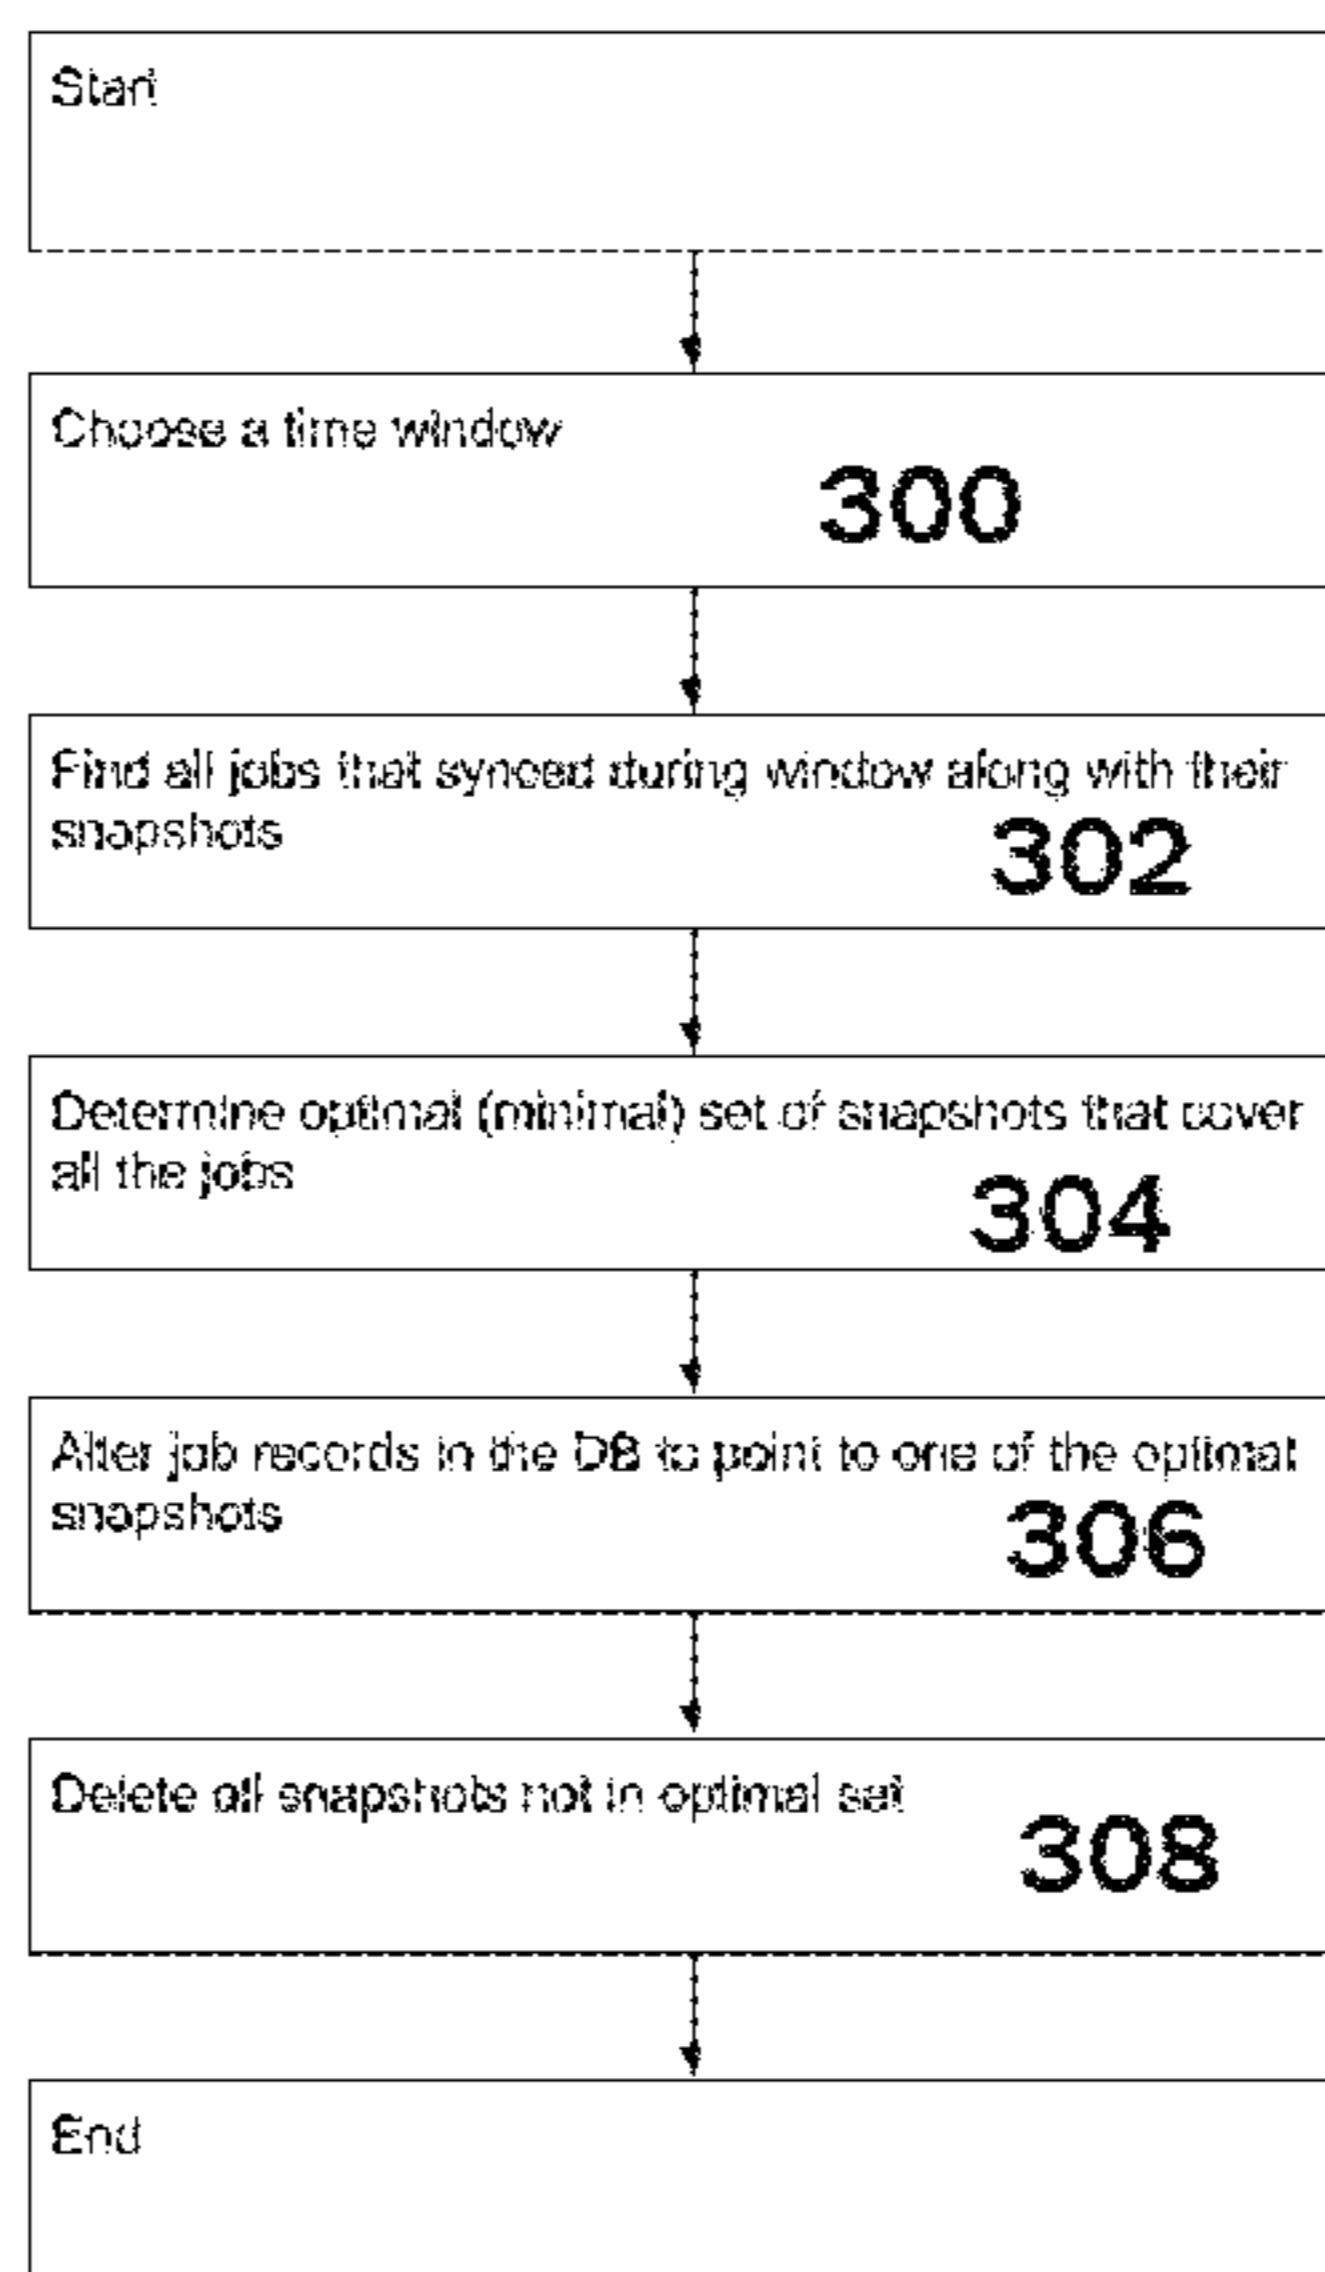 Start
Choose a time window
300
Find all jobs that synced during window along with their
snapshots
302
Determine optimal (minimal) set of snapshots that cover
all the jobs
304
Alter job records in the DB to point to one of the optimal
snapshots
306
Delete all snapshots not in optimal set
308
End